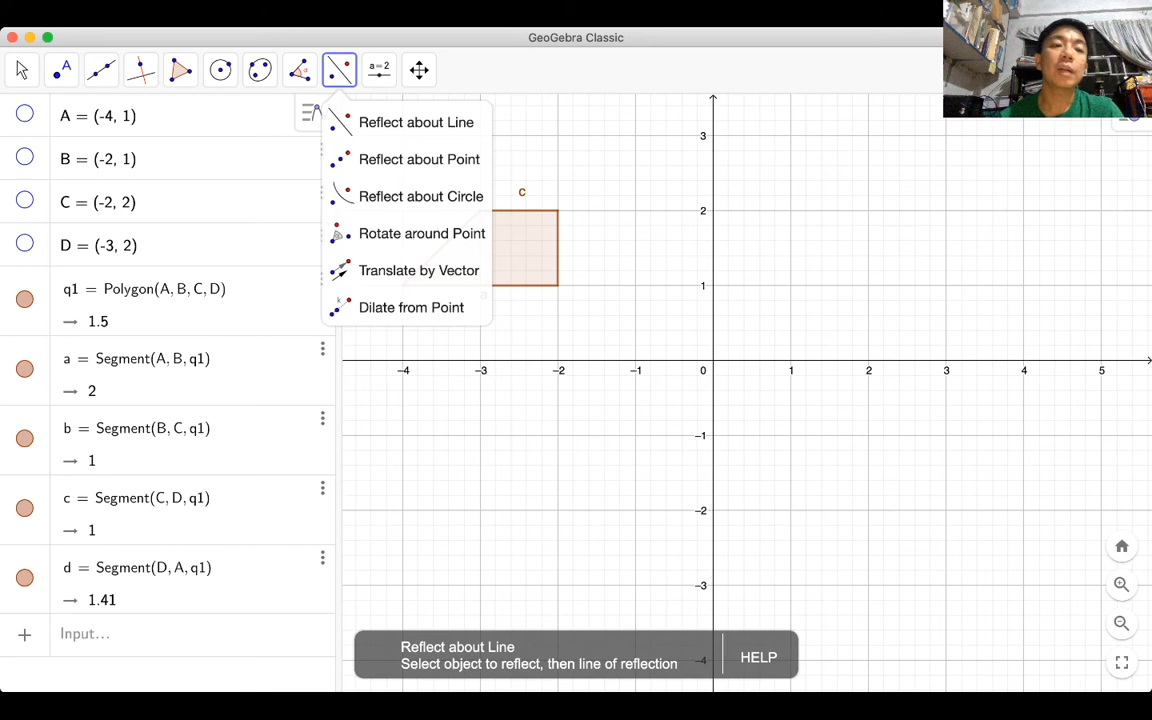 GeoGebra Classic
A
α
a=2
A = (-4, 1)
B = (-2, 1)
C = (-2, 2)
D = (-3, 2)
q1 = Polygon(A, B, C, D)
→ 1.5
a = Segment(A, B, q1)
→ 2
b = Segment(B, C, q1)
→ 1
c = Segment(C, D, q1)
→ 1
d = Segment(D, A, q1)
→ 1.41
+ Input…
Reflect about Line
Reflect about Point
Reflect about Circle
Rotate around Point
Translate by Vector
k
Dilate from Point
c
a
3
2
1
–4 –3 –2 –1 0 1 2 3 4 5
–1
–2
–3
–4
Reflect about Line
Select object to reflect, then line of reflection
HELP